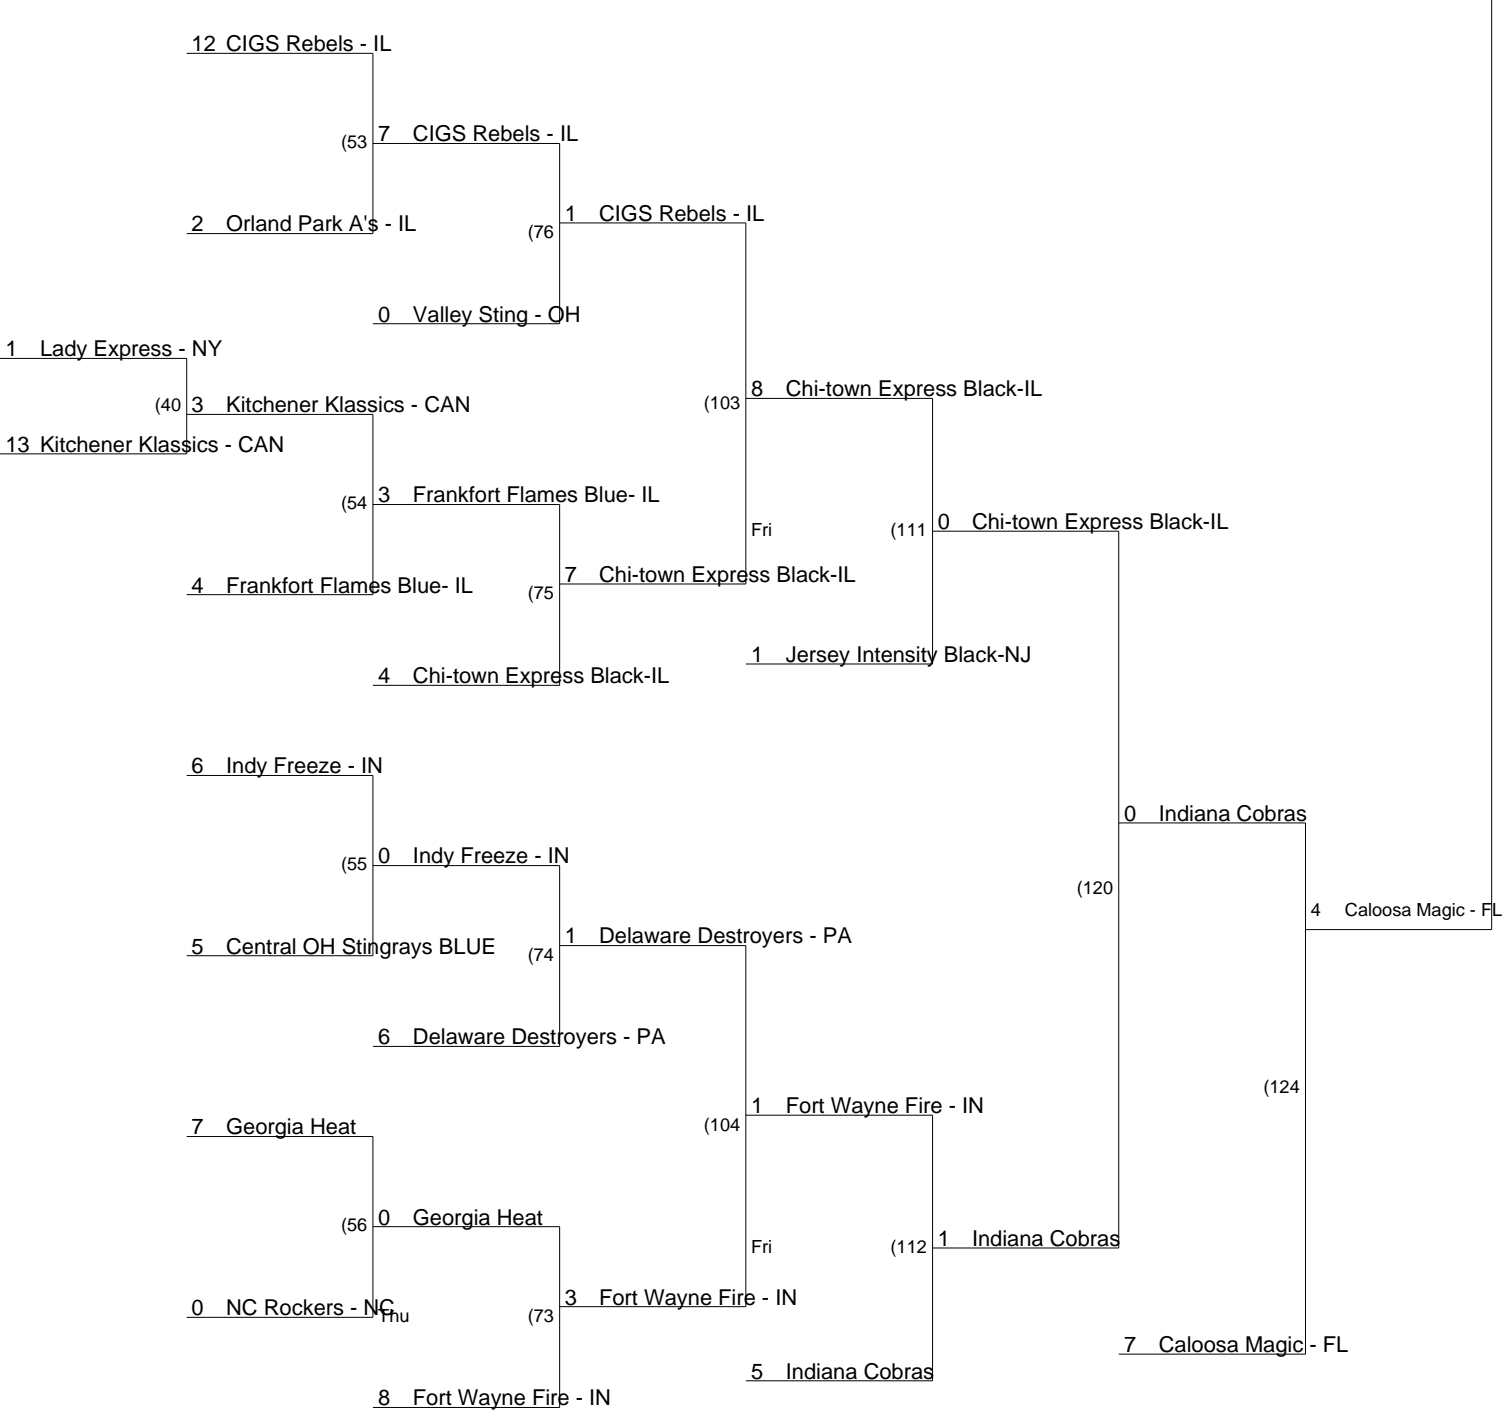 12 CIGS Rebels - IL
(53 7 CIGS Rebels - IL
1 CIGS Rebels - IL
2 Orland Park A's - IL
(76
0 Valley Sting - OH
1 Lady Express - NY
8 Chi-town Express Black-IL
(103
(40 3 Kitchener Klassics - CAN
13 Kitchener Klassics - CAN
(54 3 Frankfort Flames Blue- IL
Fri
(111 0 Chi-town Express Black-IL
7 Chi-town Express Black-IL
4 Frankfort Flames Blue- IL
(75
1 Jersey Intensity Black-NJ
4 Chi-town Express Black-IL
6 Indy Freeze - IN
0 Indiana Cobras
(55 0 Indy Freeze - IN
(120
4 Caloosa Magic - FL
1 Delaware Destroyers - PA
5 Central OH Stingrays BLUE
(74
6 Delaware Destroyers - PA
(124
1 Fort Wayne Fire - IN
7 Georgia Heat
(104
(56 0 Georgia Heat
Fri
(112 1 Indiana Cobras
3 Fort Wayne Fire - IN
0 NC Rockers - NC
Thu
(73
7 Caloosa Magic - FL
5 Indiana Cobras
8 Fort Wayne Fire - IN